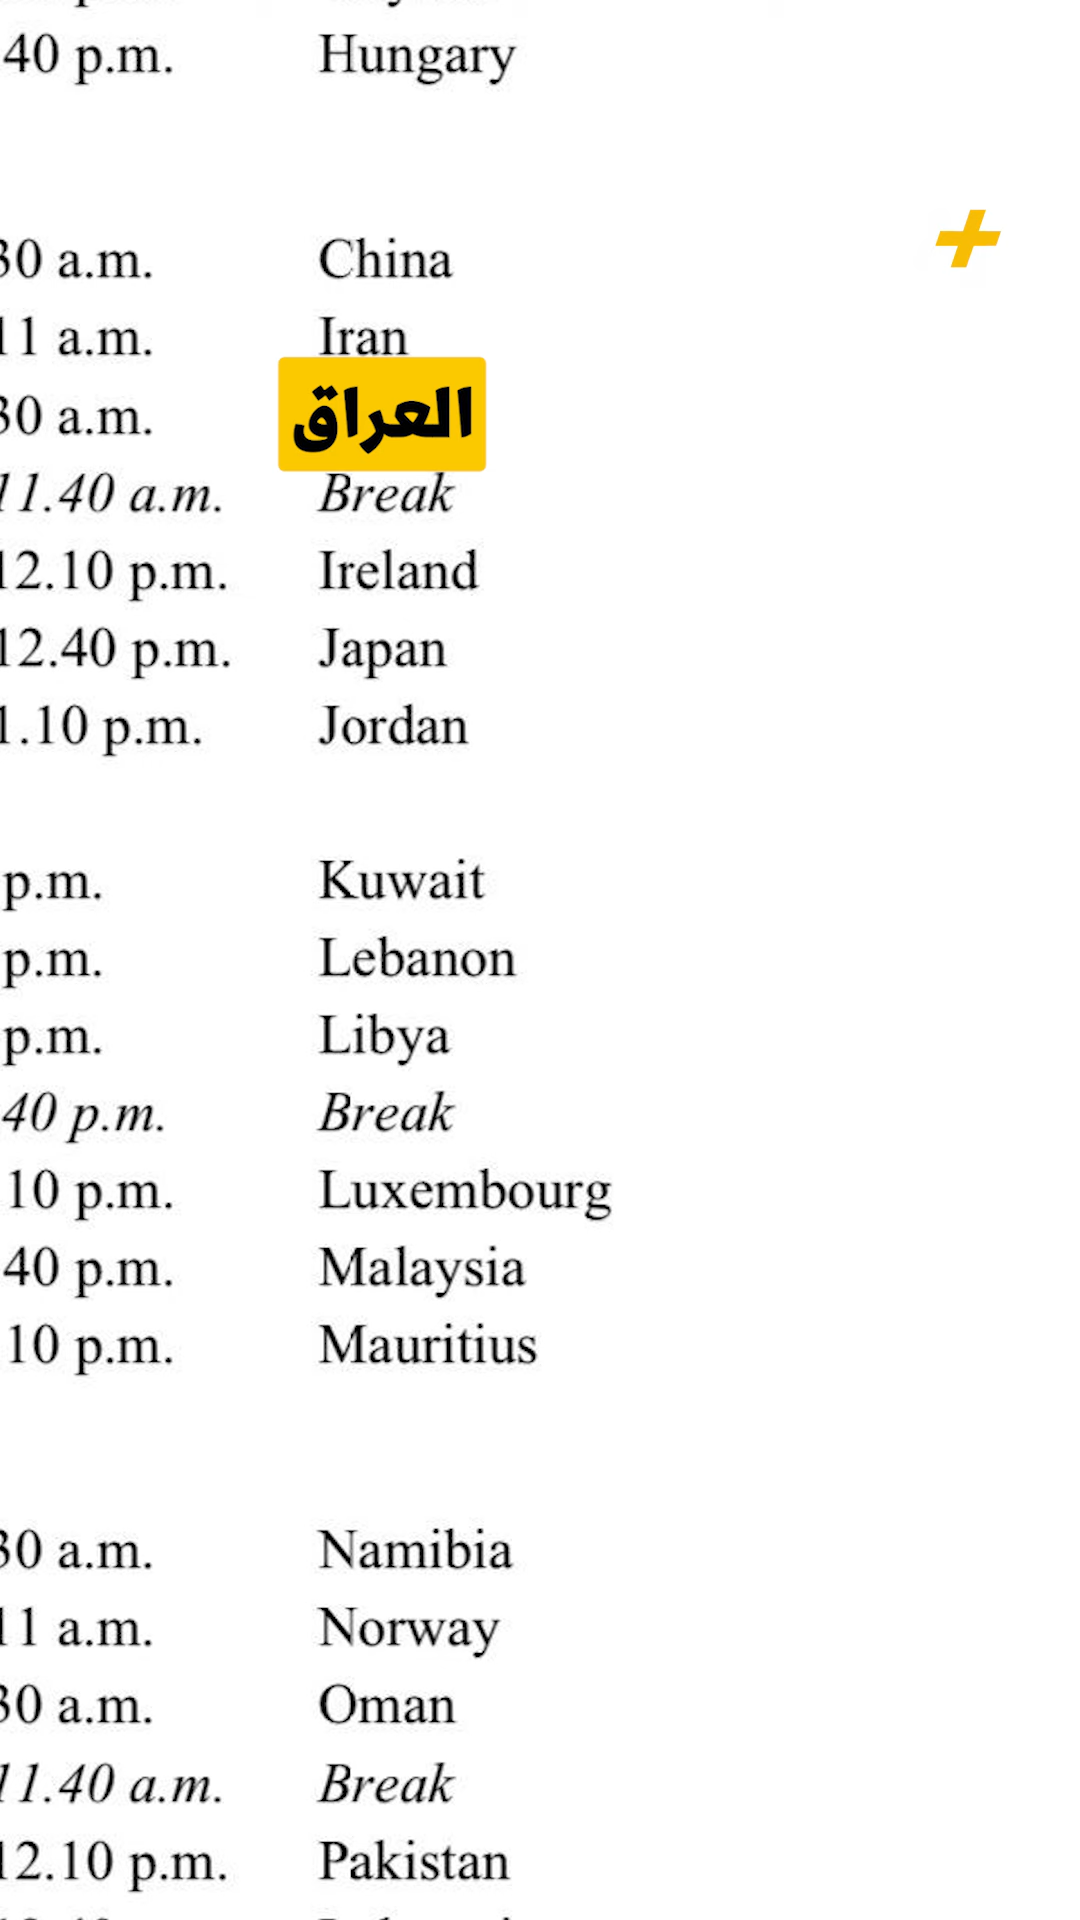 40 p.m. Hungary
30 a.m. China
11 a.m. Iran
30 a.m. العراق
11.40 a.m. Break
12.10 p.m. Ireland
12.40 p.m. Japan
1.10 p.m. Jordan
p.m. Kuwait
p.m. Lebanon
p.m. Libya
40 p.m. Break
10 p.m. Luxembourg
40 p.m. Malaysia
10 p.m. Mauritius
30 a.m. Namibia
11 a.m. Norway
30 a.m. Oman
11.40 a.m. Break
12.10 p.m. Pakistan